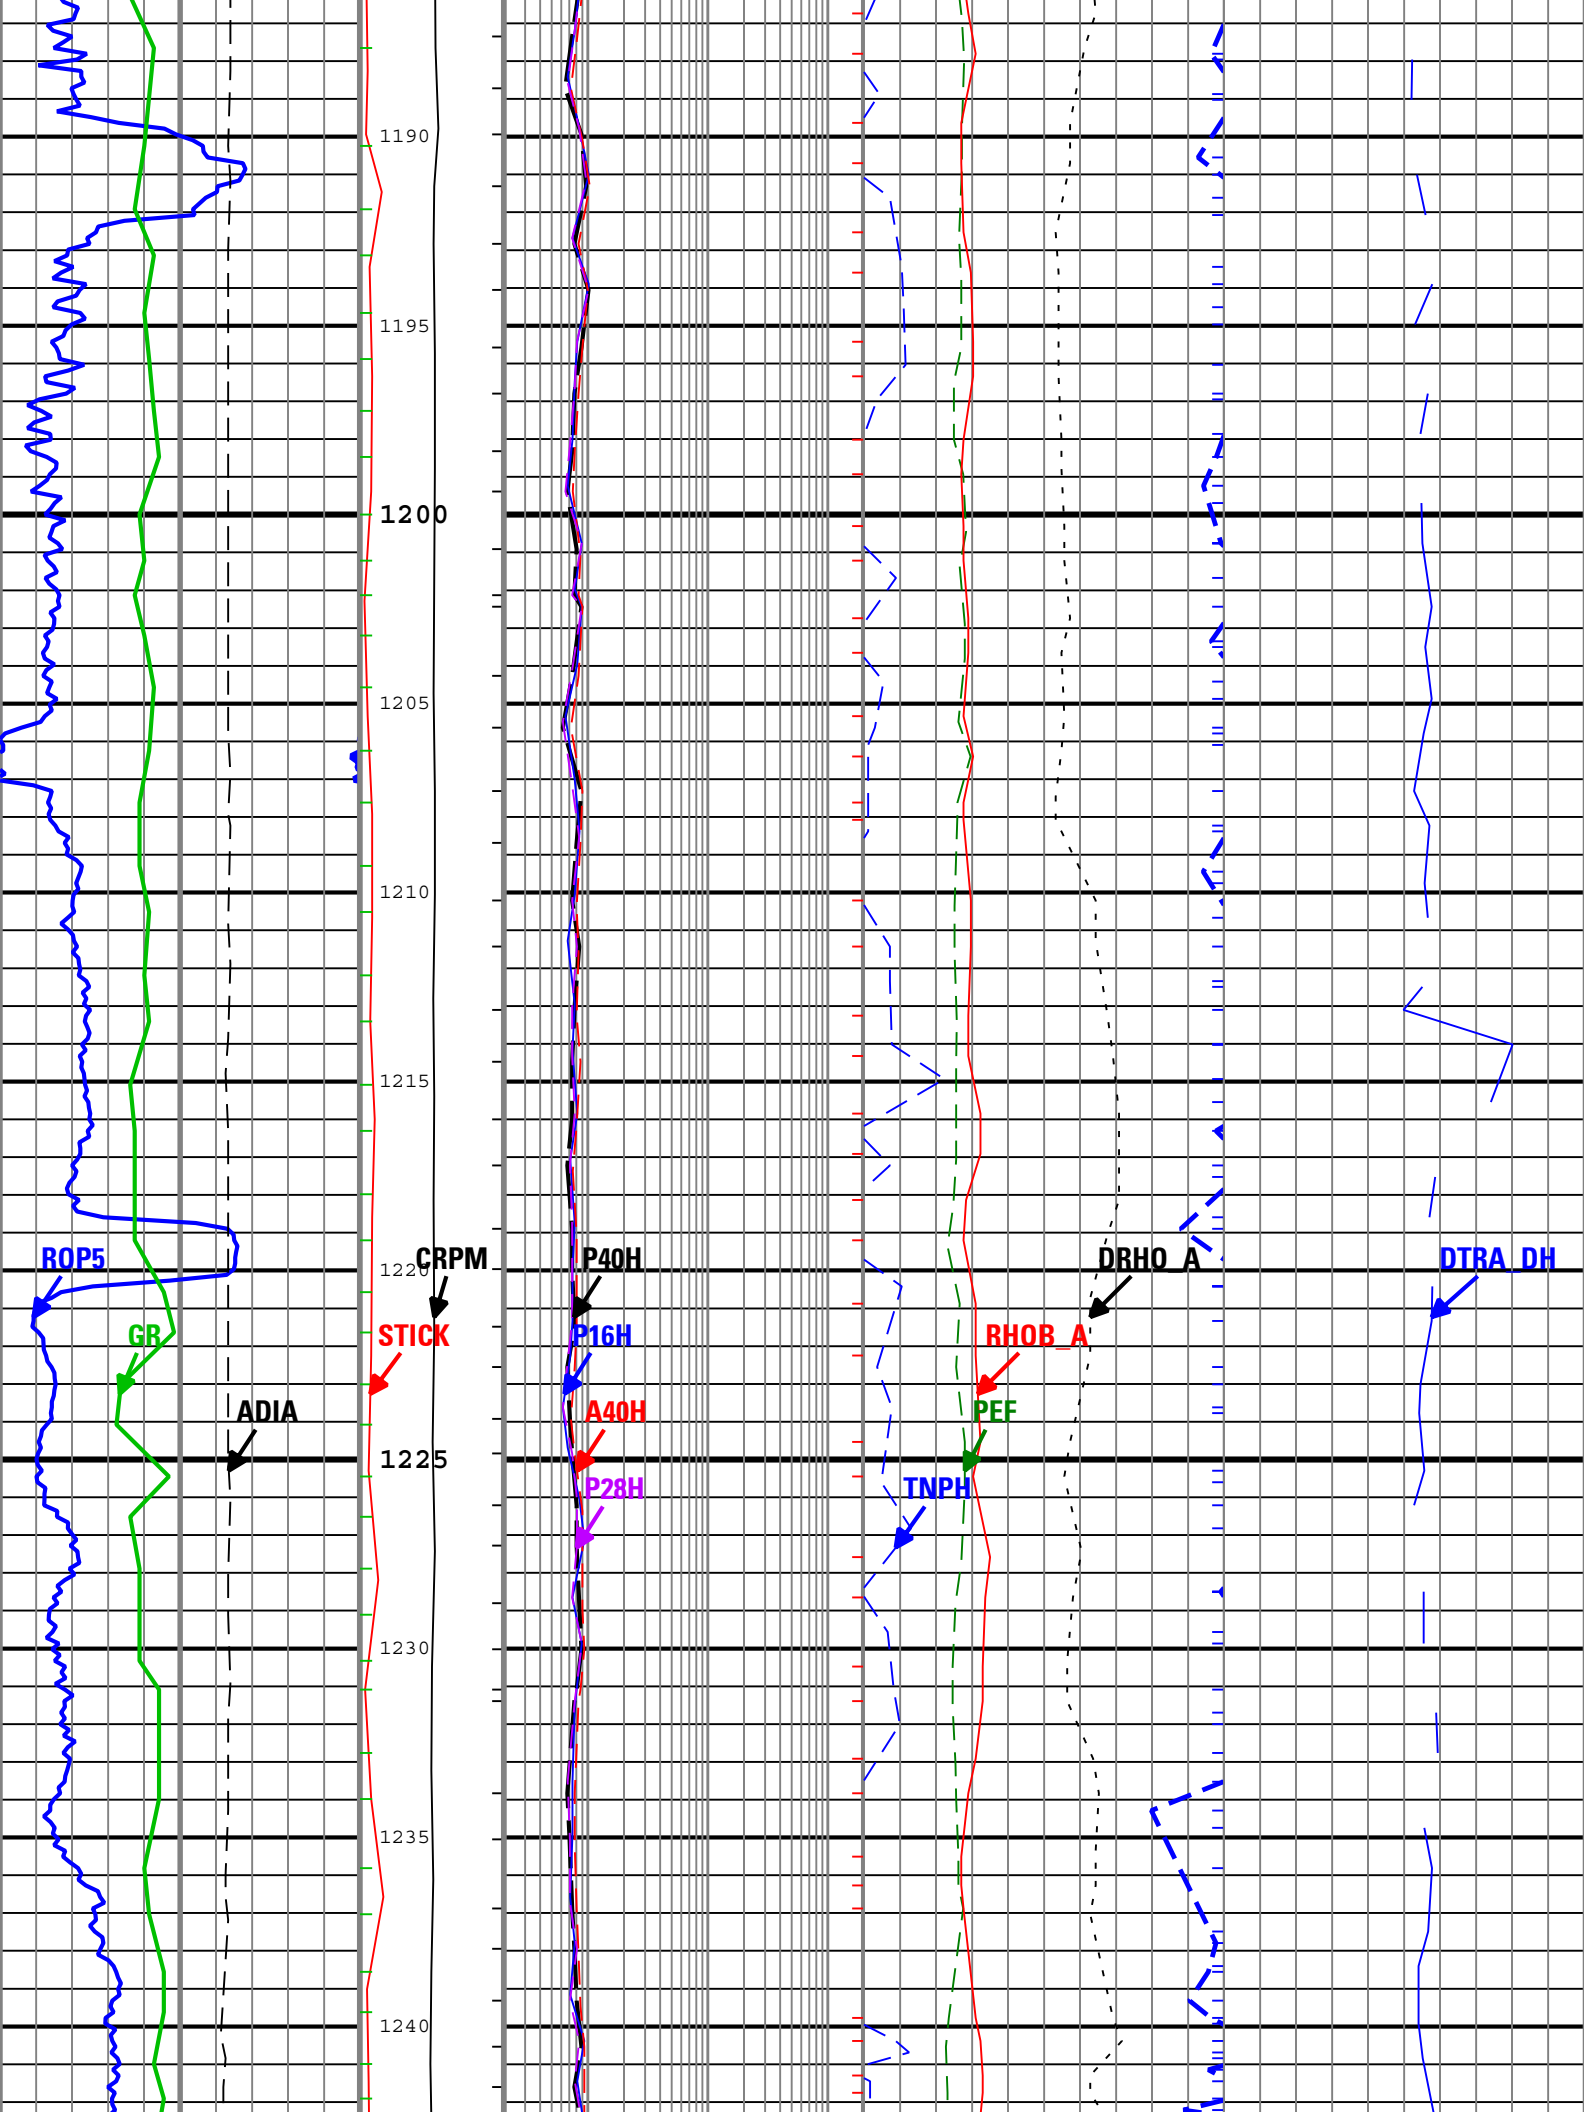 1190
1195
1200
1205
1210
1215
ROP5
CRPM
P40H
DRHO_A
DTRA_DH
1220
GR
STICK
P16H
RHOB_A
ADIA
A40H
PEF
1225
P28H
TNPH
1230
1235
1240